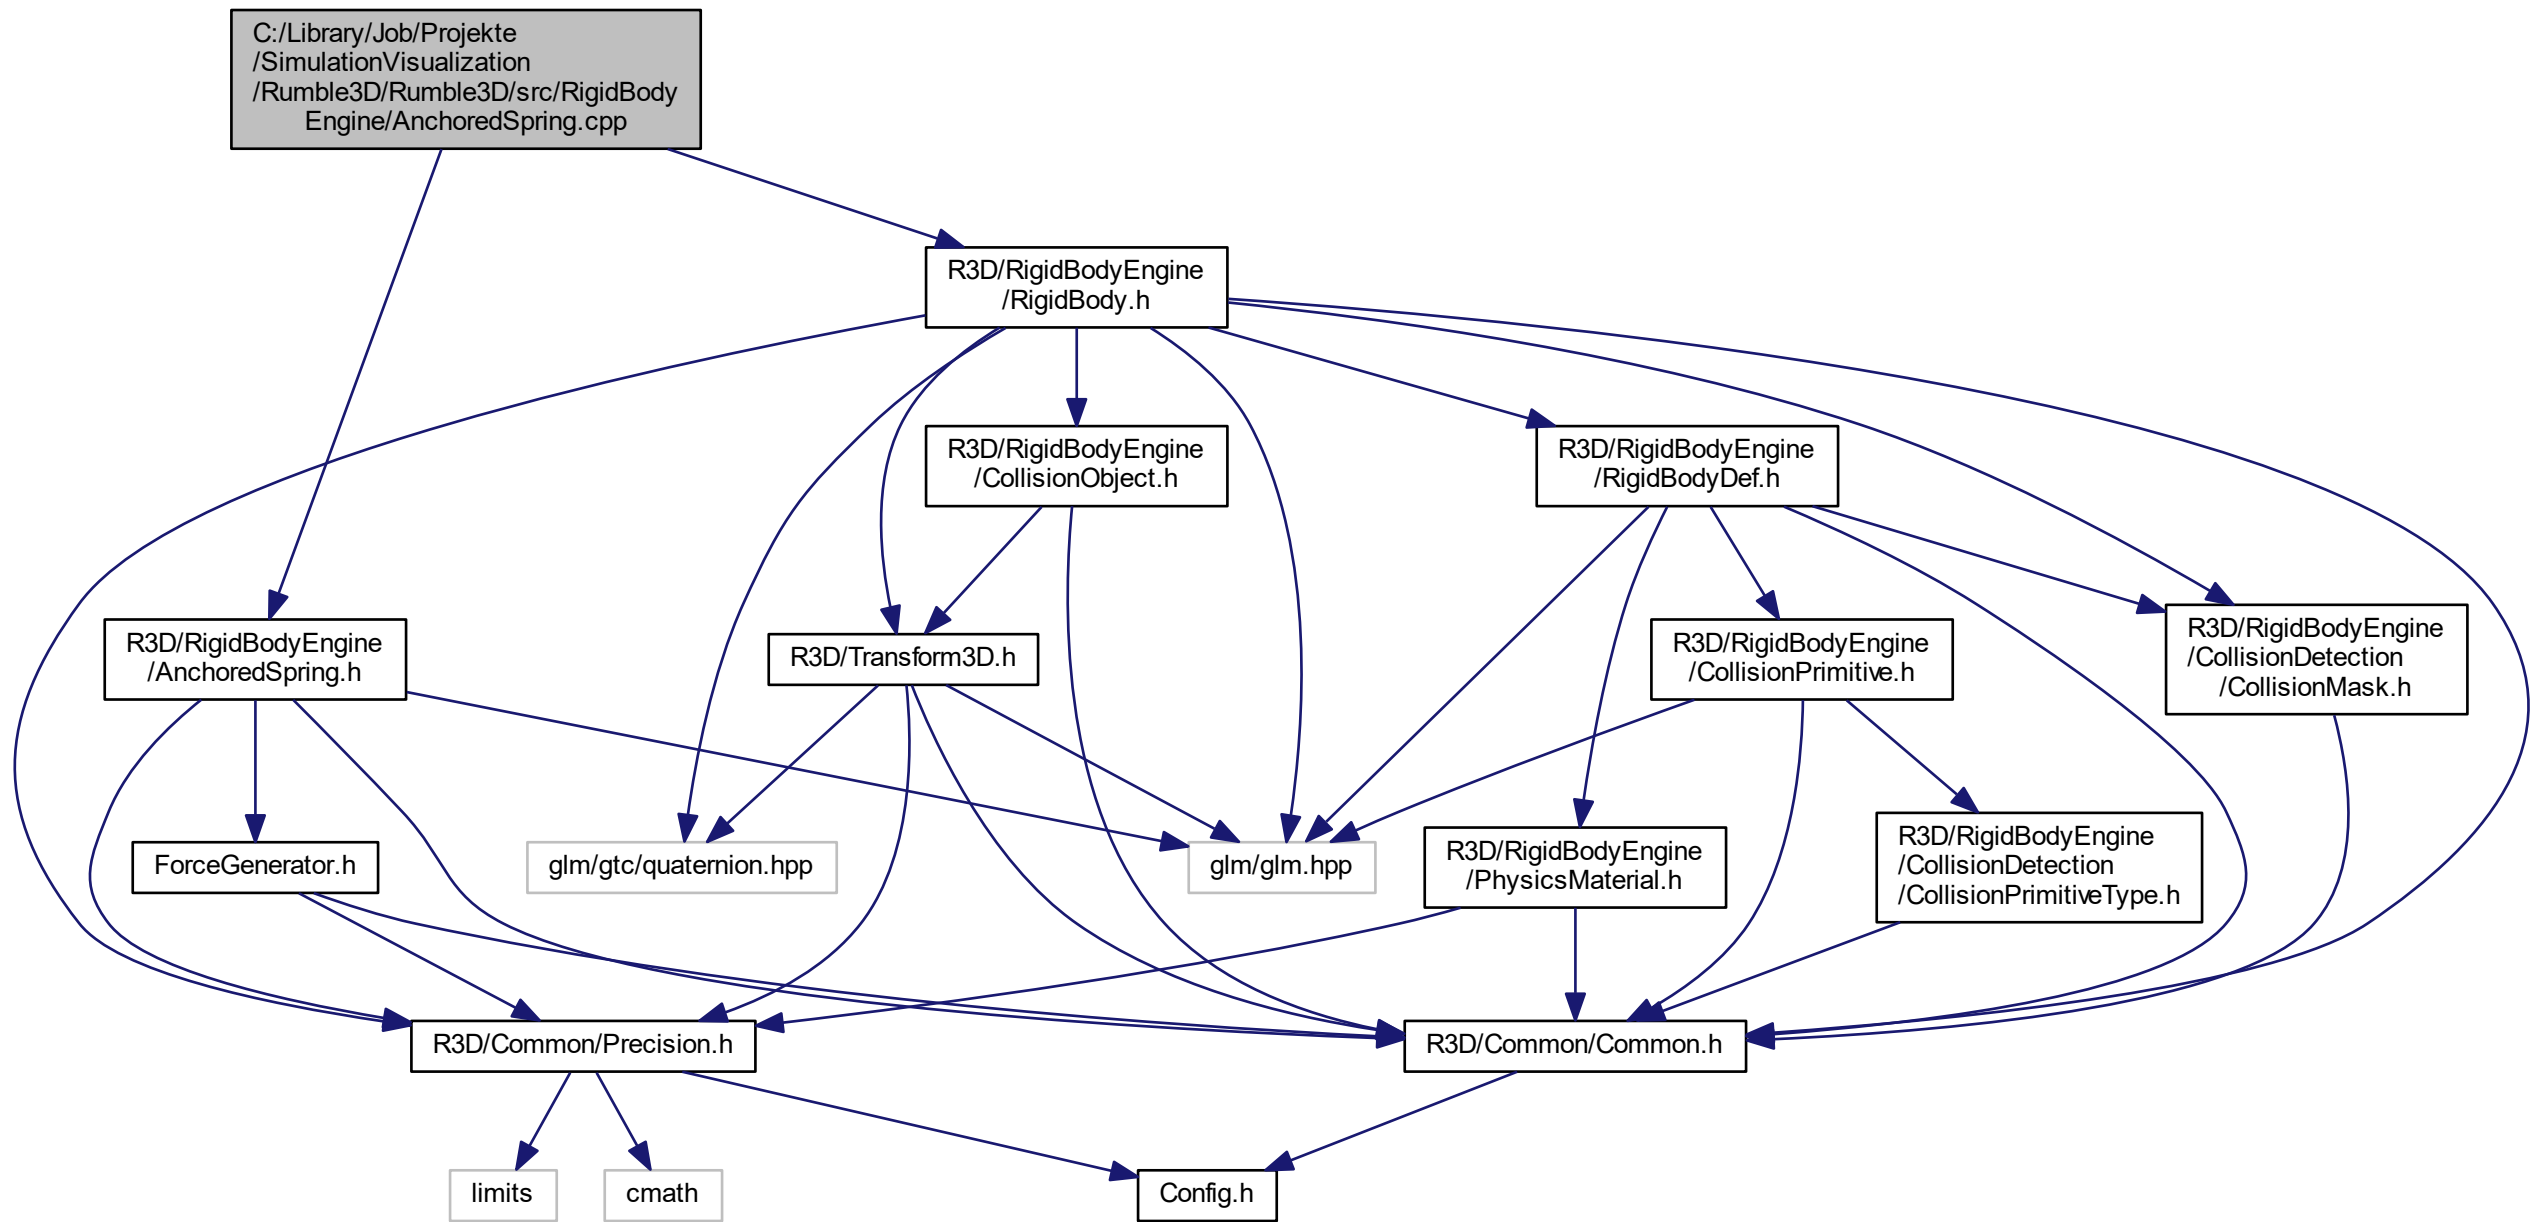 C:/Library/Job/Projekte
/SimulationVisualization
/Rumble3D/Rumble3D/src/RigidBody
Engine/AnchoredSpring.cpp
R3D/RigidBodyEngine
/RigidBody.h
R3D/RigidBodyEngine
/CollisionObject.h
R3D/RigidBodyEngine
/RigidBodyDef.h
R3D/RigidBodyEngine
/AnchoredSpring.h
R3D/Transform3D.h
R3D/RigidBodyEngine
/CollisionPrimitive.h
R3D/RigidBodyEngine
/CollisionDetection
/CollisionMask.h
ForceGenerator.h
glm/gtc/quaternion.hpp
glm/glm.hpp
R3D/RigidBodyEngine
/PhysicsMaterial.h
R3D/RigidBodyEngine
/CollisionDetection
/CollisionPrimitiveType.h
R3D/Common/Precision.h
R3D/Common/Common.h
limits
cmath
Config.h